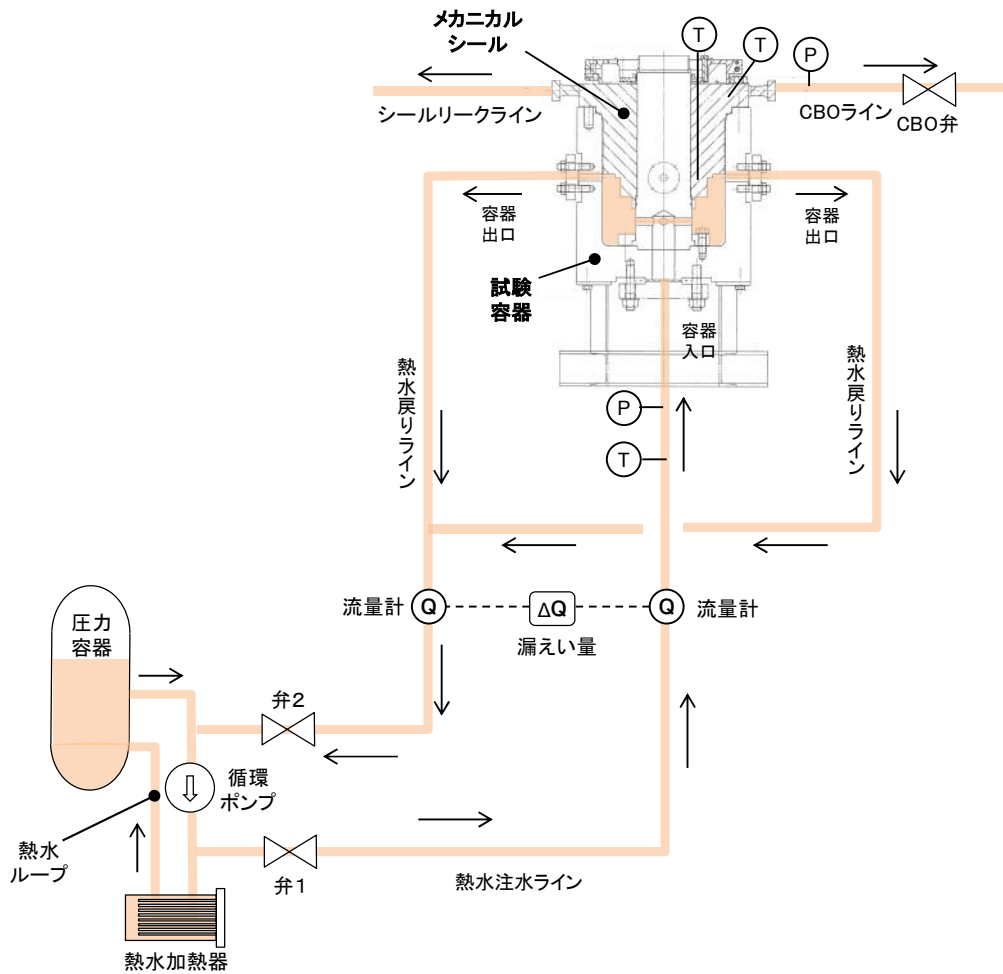 メカニカル
シール
T
T
P
シールリークライン
CBOライン
CBO弁
容器
出口
容器
出口
試験
容器
容器
入口
熱水戻りライン
熱水戻りライン
P
T
流量計
Q
ΔQ
Q
流量計
漏えい量
圧力
容器
弁2
循環
ポンプ
熱水
ループ
弁1
熱水注水ライン
熱水加熱器